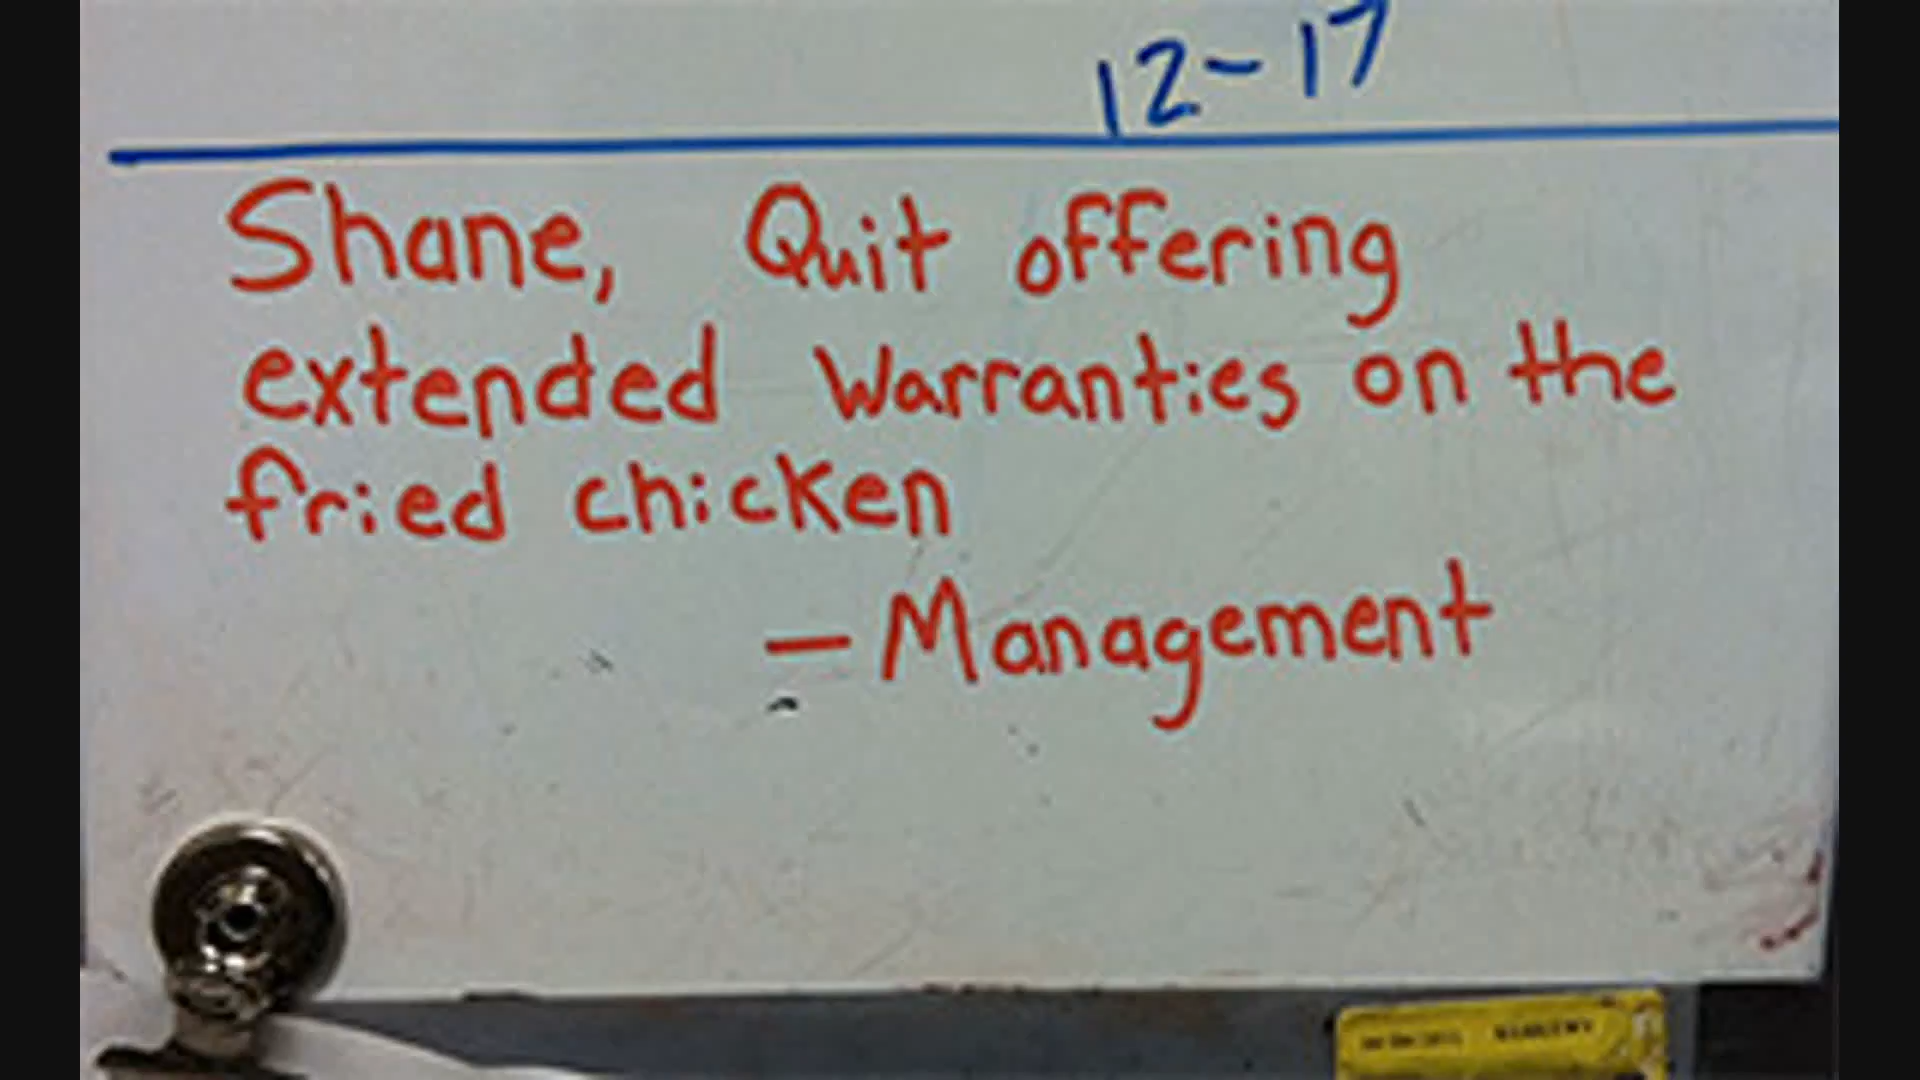 12-17
Shane, Quit offering
extended Warranties on the
fried chicken
- Management